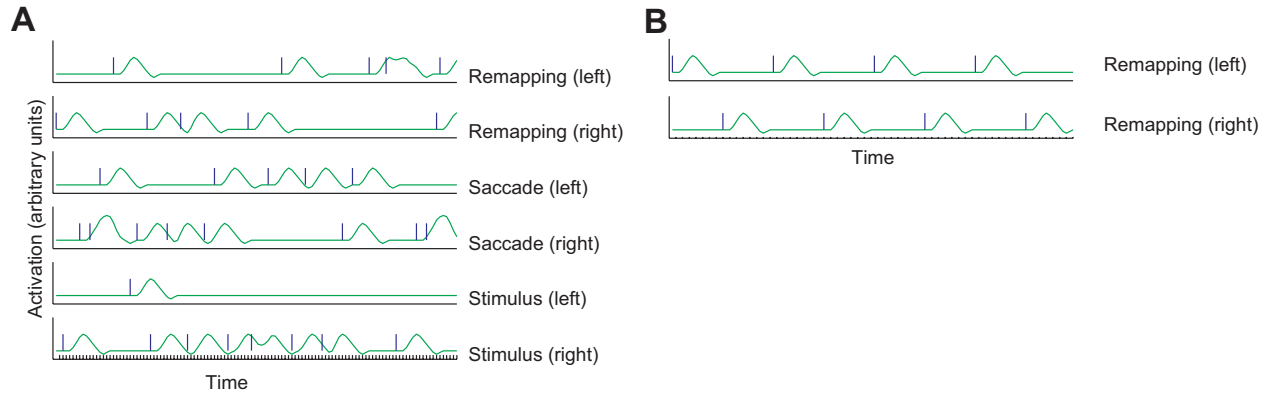 A
B
Activation (arbitrary units)
Remapping (left)
Remapping (right)
Saccade (left)
Saccade (right)
Stimulus (left)
Stimulus (right)
Time
Remapping (left)
Remapping (right)
Time